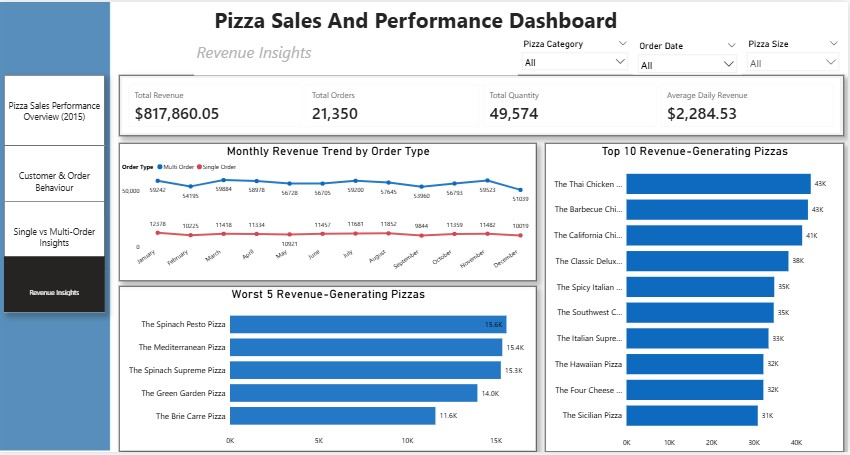 Pizza Sales And Performance Dashboard
Revenue Insights
Pizza Category
All
Order Date
All
Pizza Size
All
Pizza Sales Performance
Overview (2015)
Customer & Order
Behaviour
Single vs Multi-Order
Insights
Revenue Insights
Total Revenue
$817,860.05
Total Orders
21,350
Total Quantity
49,574
Average Daily Revenue
$2,284.53
Monthly Revenue Trend by Order Type
Order Type Multi Order Single Order
50,000
0
59242 54195 59884 58978 56728 56705 59200 57645 53960 56793 59523 51039
12378 10225 11418 11334 10921 11457 11681 11852 9844 11359 11482 10019
January February March April May June July August September October November December
Worst 5 Revenue-Generating Pizzas
The Spinach Pesto Pizza 15.6K
The Mediterranean Pizza 15.4K
The Spinach Supreme Pizza 15.3K
The Green Garden Pizza 14.0K
The Brie Carre Pizza 11.6K
0K 5K 10K 15K
Top 10 Revenue-Generating Pizzas
The Thai Chicken ... 43K
The Barbecue Chi... 43K
The California Chi... 41K
The Classic Delux... 38K
The Spicy Italian ... 35K
The Southwest C... 35K
The Italian Supre... 33K
The Hawaiian Pizza 32K
The Four Cheese ... 32K
The Sicilian Pizza 31K
0K 10K 20K 30K 40K